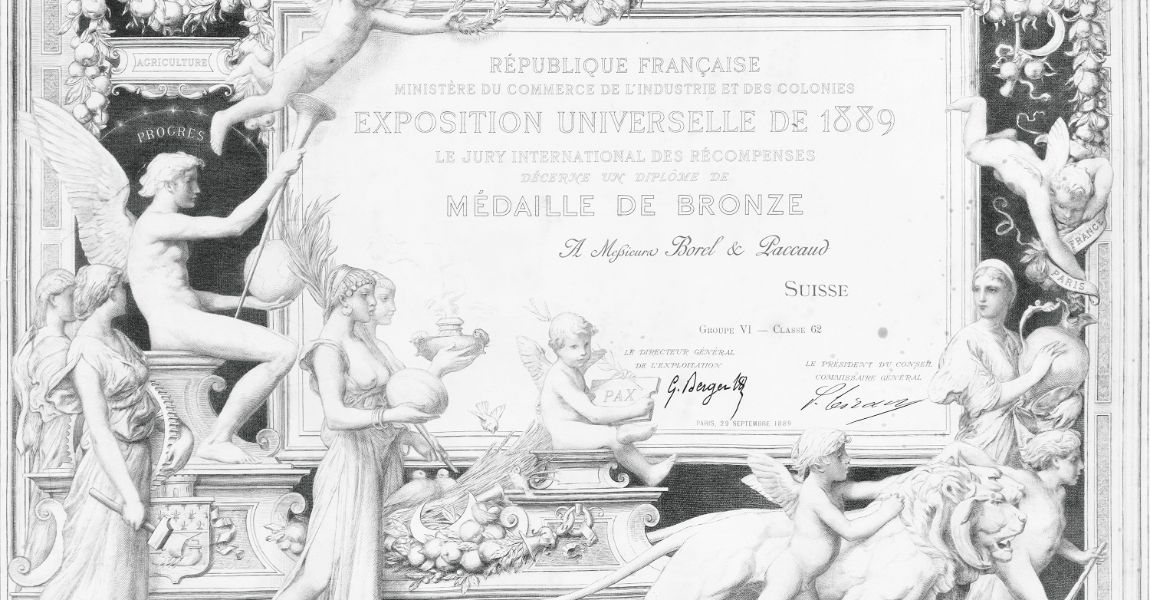 AGRICULTURE
PROGRES
RÉPUBLIQUE FRANÇAISE
MINISTÈRE DU COMMERCE DE L'INDUSTRIE ET DES COLONIES
EXPOSITION UNIVERSELLE DE 1889
LE JURY INTERNATIONAL DES RÉCOMPENSES
DÉCERNE UN DIPLÔME DE
MÉDAILLE DE BRONZE
A Messieurs Borel & Paccaud
SUISSE
GROUPE VI — CLASSE 62
LE DIRECTEUR GÉNÉRAL
DE L'EXPLOITATION
G. Berger
LE PRÉSIDENT DU CONSEIL
COMMISSAIRE GÉNÉRAL
PARIS, 29 SEPTEMBRE 1889
PAX
FRANCE
PARIS